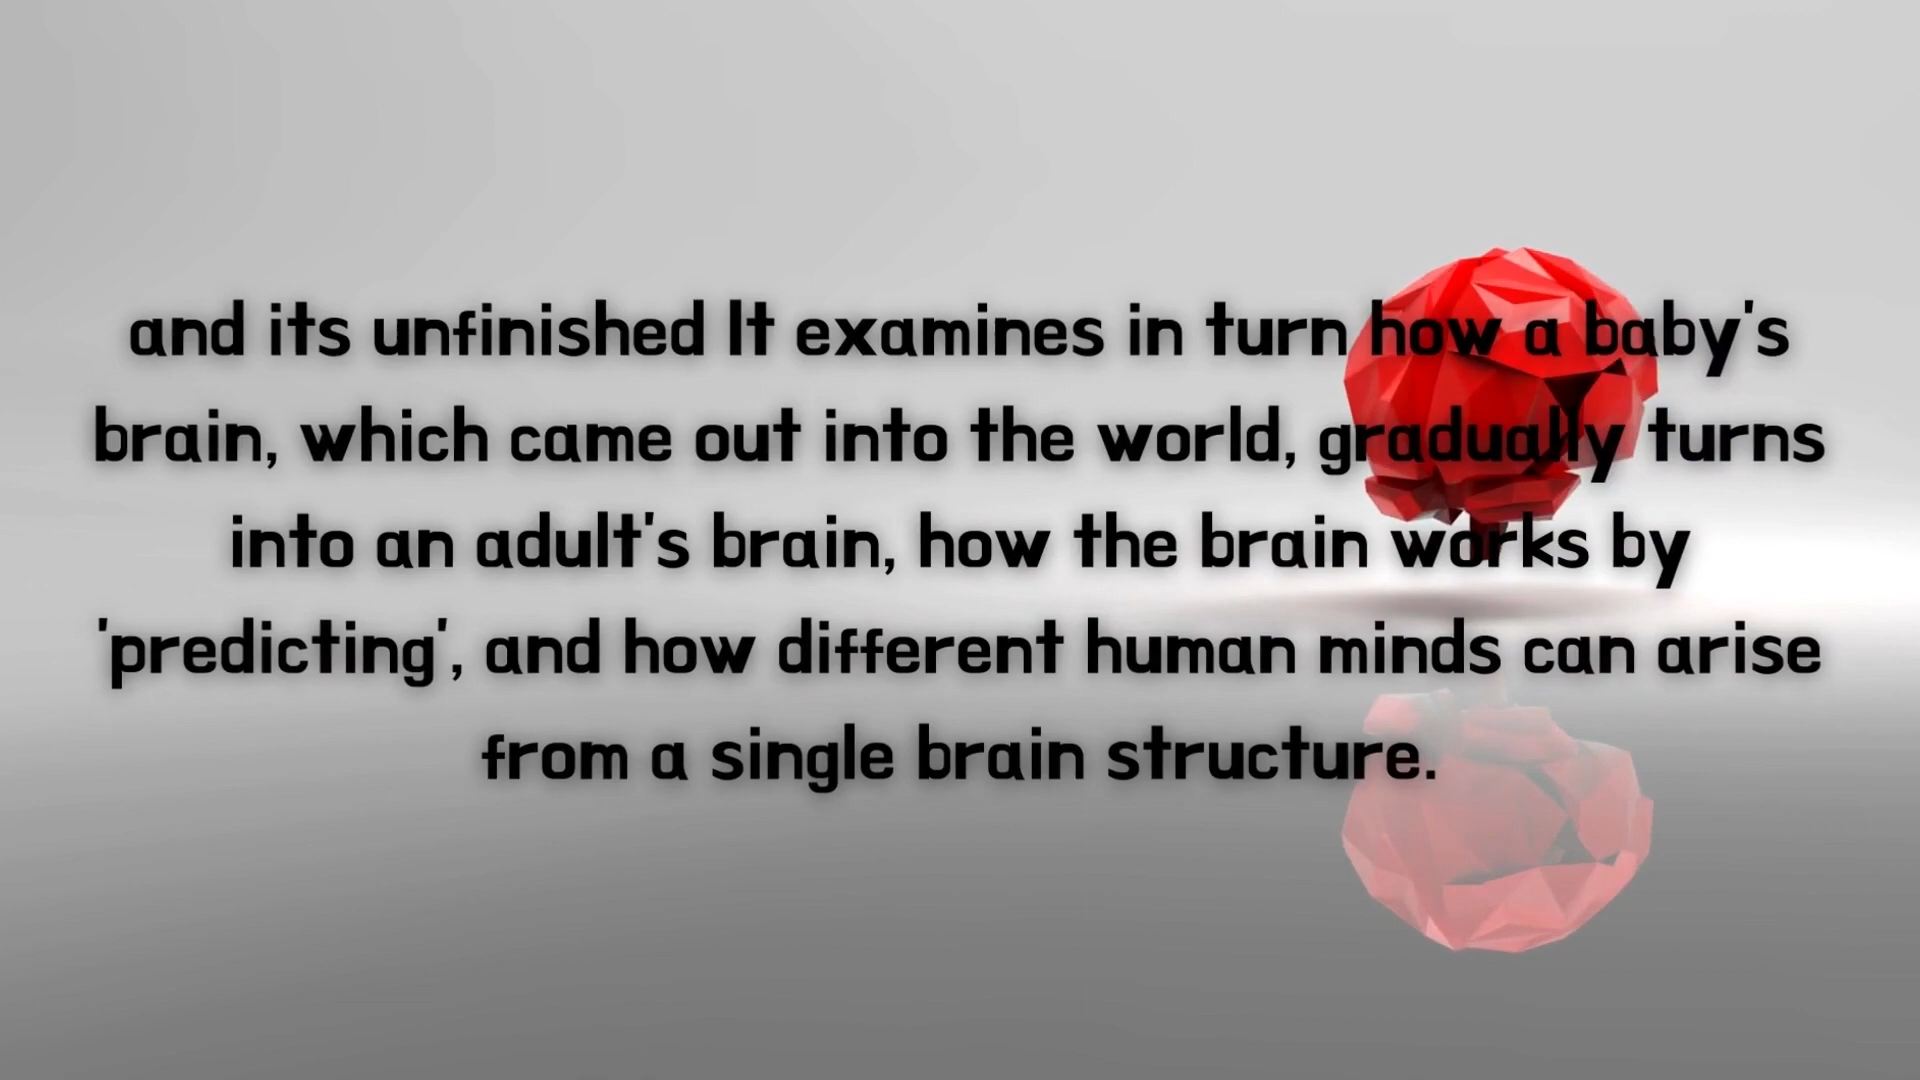 and its unfinished It examines in turn how a baby's
brain, which came out into the world, gradually turns
into an adult's brain, how the brain works by
'predicting', and how different human minds can arise
from a single brain structure.